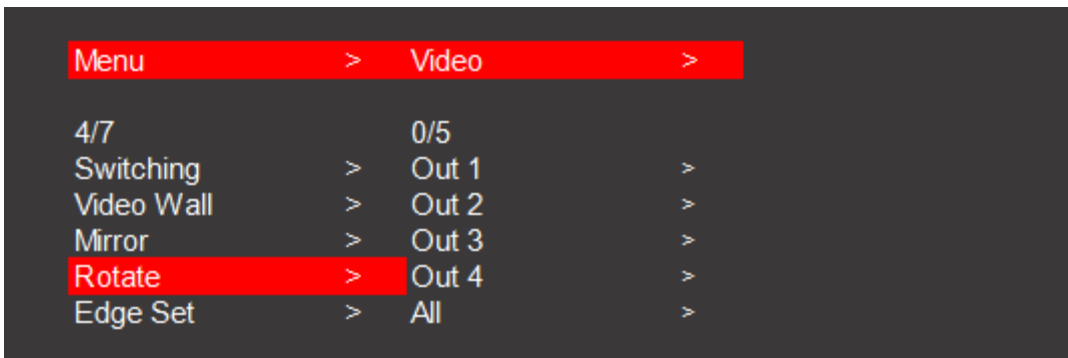 Menu > Video >
4/7 0/5
Switching > Out 1 >
Video Wall > Out 2 >
Mirror > Out 3 >
Rotate > Out 4 >
Edge Set > All >